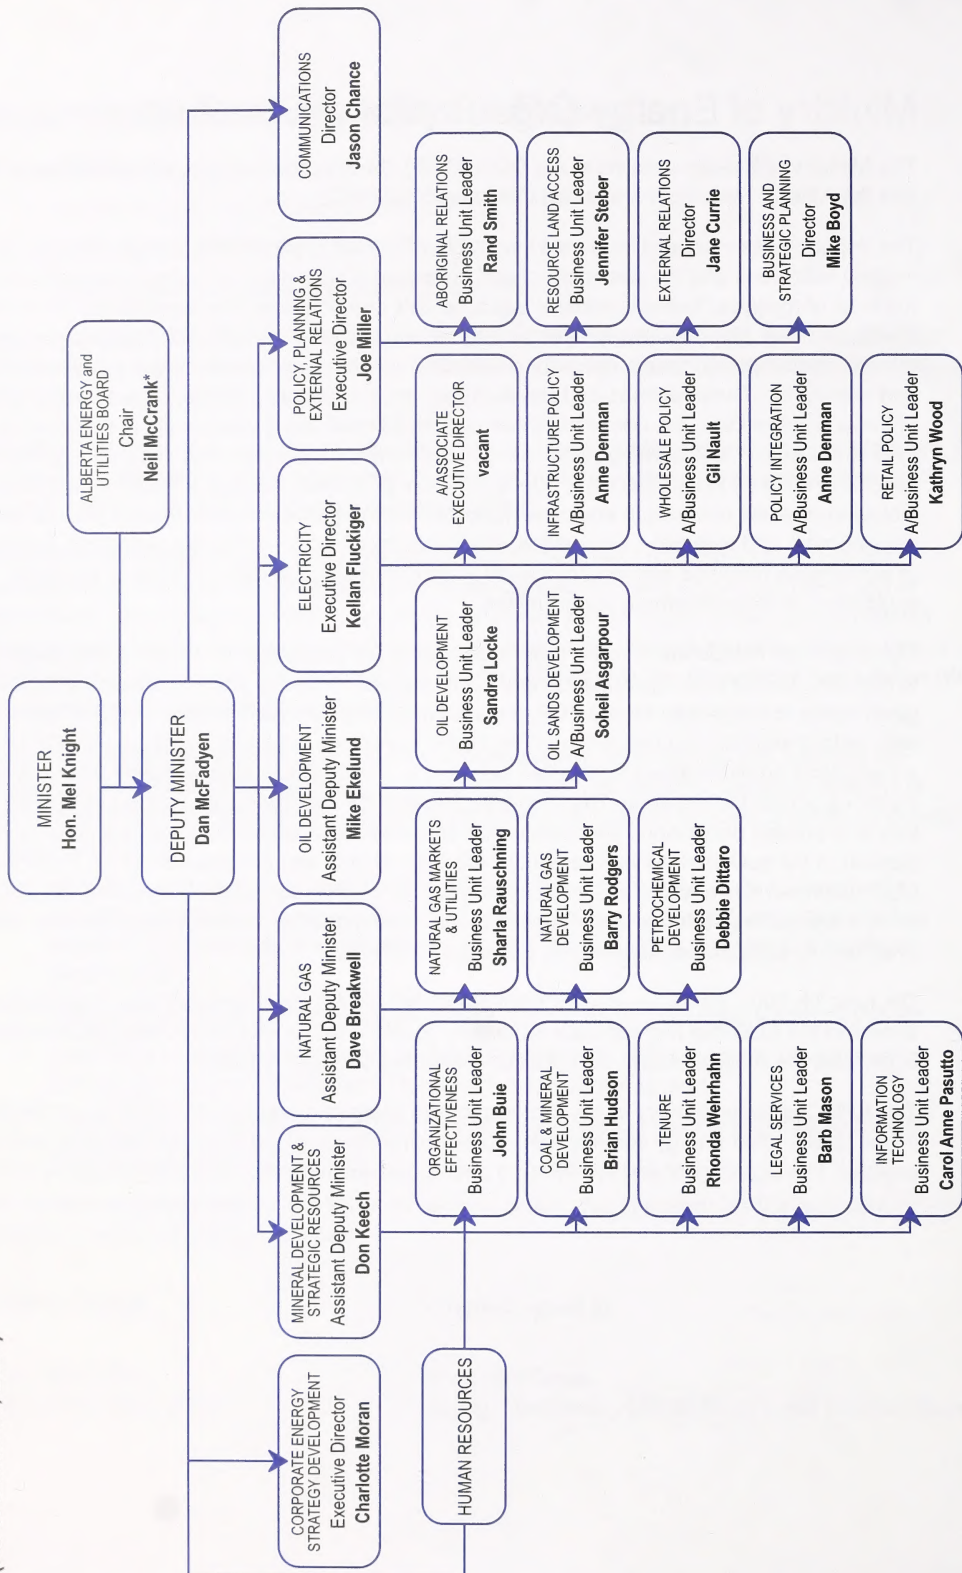 MINISTER
Hon. Mel Knight
ALBERTA ENERGY and
UTILITIES BOARD
Chair
Neil McCrank*
DEPUTY MINISTER
Dan McFadyen
CORPORATE ENERGY
STRATEGY DEVELOPMENT
Executive Director
Charlotte Moran
MINERAL DEVELOPMENT &
STRATEGIC RESOURCES
Assistant Deputy Minister
Don Keech
NATURAL GAS
Assistant Deputy Minister
Dave Breakwell
OIL DEVELOPMENT
Assistant Deputy Minister
Mike Ekelund
ELECTRICITY
Executive Director
Kellan Fluckiger
POLICY, PLANNING &
EXTERNAL RELATIONS
Executive Director
Joe Miller
COMMUNICATIONS
Director
Jason Chance
HUMAN RESOURCES
ORGANIZATIONAL
EFFECTIVENESS
Business Unit Leader
John Buie
COAL & MINERAL
DEVELOPMENT
Business Unit Leader
Brian Hudson
TENURE
Business Unit Leader
Rhonda Wehrhahn
LEGAL SERVICES
Business Unit Leader
Barb Mason
INFORMATION
TECHNOLOGY
Business Unit Leader
Carol Anne Pasutto
NATURAL GAS MARKETS
& UTILITIES
Business Unit Leader
Sharla Rauschning
NATURAL GAS
DEVELOPMENT
Business Unit Leader
Barry Rodgers
PETROCHEMICAL
DEVELOPMENT
Business Unit Leader
Debbie Dittaro
OIL DEVELOPMENT
Business Unit Leader
Sandra Locke
OIL SANDS DEVELOPMENT
A/Business Unit Leader
Soheil Asgarpour
A/ASSOCIATE
EXECUTIVE DIRECTOR
vacant
INFRASTRUCTURE POLICY
A/Business Unit Leader
Anne Denman
WHOLESALE POLICY
A/Business Unit Leader
Gil Nault
POLICY INTEGRATION
A/Business Unit Leader
Anne Denman
RETAIL POLICY
A/Business Unit Leader
Kathryn Wood
ABORIGINAL RELATIONS
Business Unit Leader
Rand Smith
RESOURCE LAND ACCESS
Business Unit Leader
Jennifer Steber
EXTERNAL RELATIONS
Director
Jane Currie
BUSINESS AND
STRATEGIC PLANNING
Director
Mike Boyd